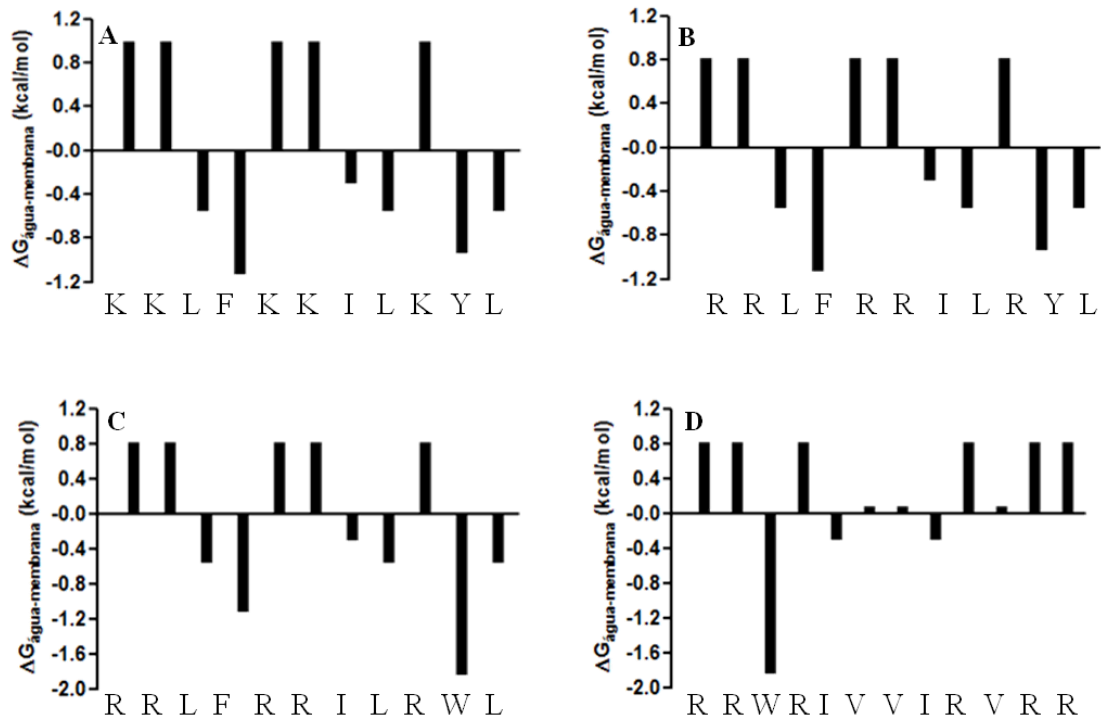 A
ΔGágua-membrana (kcal/mol)
1.2
0.8
0.4
-0.0
-0.4
-0.8
-1.2
K K L F K K I L K Y L
B
ΔGágua-membrana (kcal/mol)
1.2
0.8
0.4
-0.0
-0.4
-0.8
-1.2
R R L F R R I L R Y L
C
ΔGágua-membrana (kcal/mol)
1.2
0.8
0.4
-0.0
-0.4
-0.8
-1.2
-1.6
-2.0
R R L F R R I L R W L
D
ΔGágua-membrana (kcal/mol)
1.2
0.8
0.4
-0.0
-0.4
-0.8
-1.2
-1.6
-2.0
R R W R I V V I R V R R